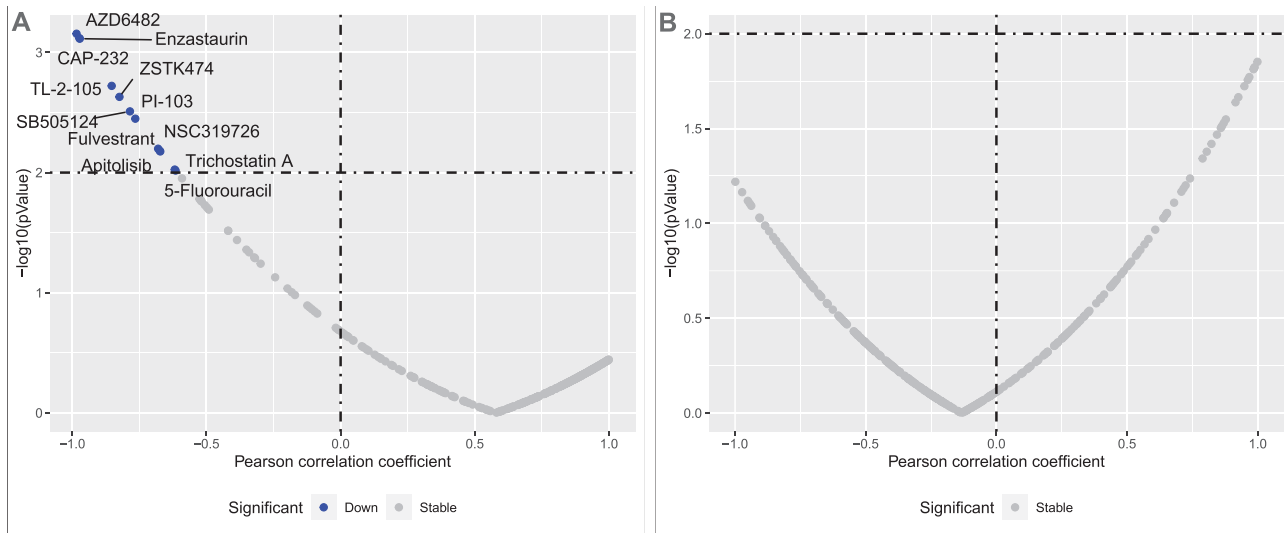 A
AZD6482
Enzastaurin
CAP-232
ZSTK474
TL-2-105
PI-103
SB505124
NSC319726
Fulvestrant
Trichostatin A
Apitolisib
5-Fluorouracil
3
2
1
0
−log10(pValue)
−1.0 −0.5 0.0 0.5 1.0
Pearson correlation coefficient
Significant Down Stable
B
2.0
1.5
1.0
0.5
0.0
−log10(pValue)
−1.0 −0.5 0.0 0.5 1.0
Pearson correlation coefficient
Significant Stable